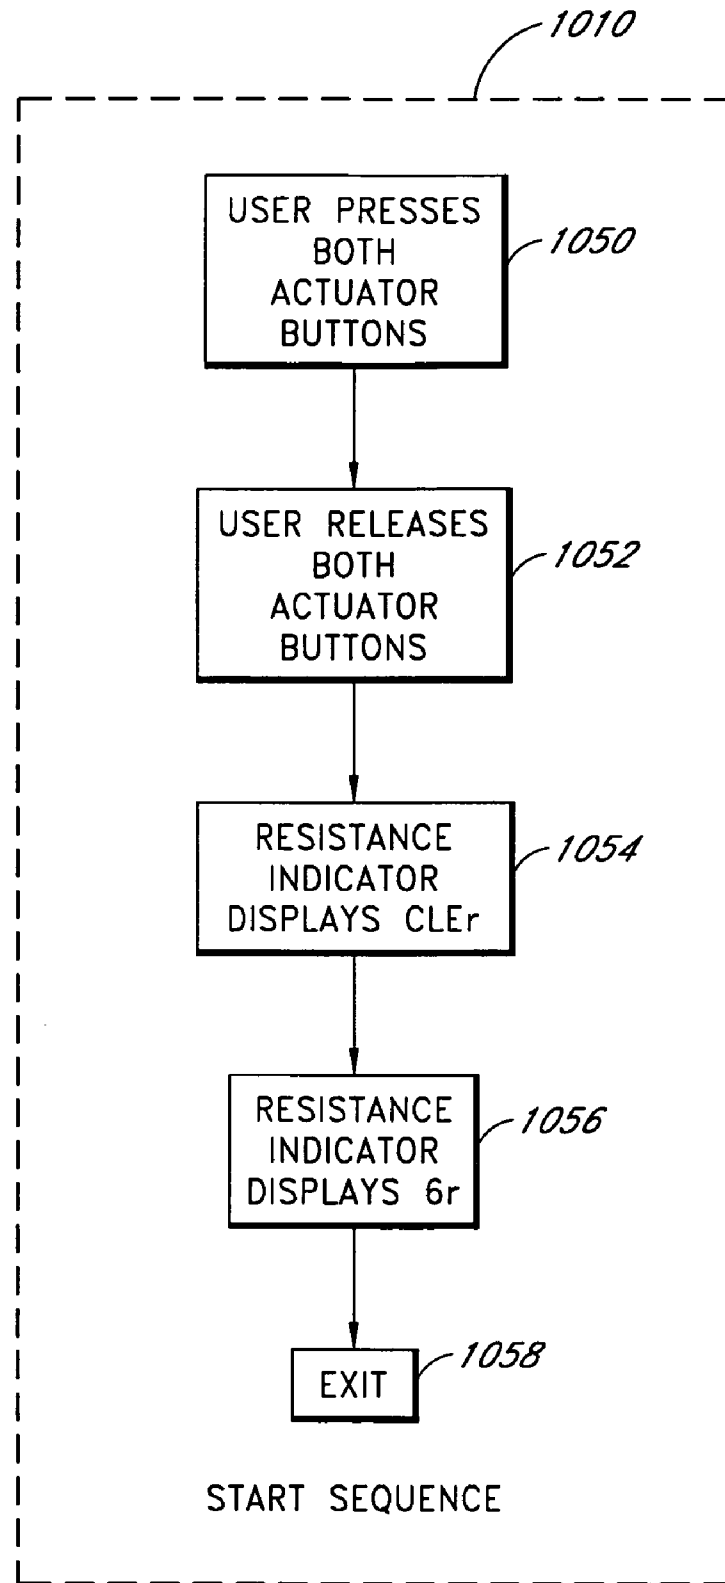 1010
USER PRESSES
BOTH
ACTUATOR
BUTTONS
1050
USER RELEASES
BOTH
ACTUATOR
BUTTONS
1052
RESISTANCE
INDICATOR
DISPLAYS CLEr
1054
RESISTANCE
INDICATOR
DISPLAYS 6r
1056
EXIT
1058
START SEQUENCE